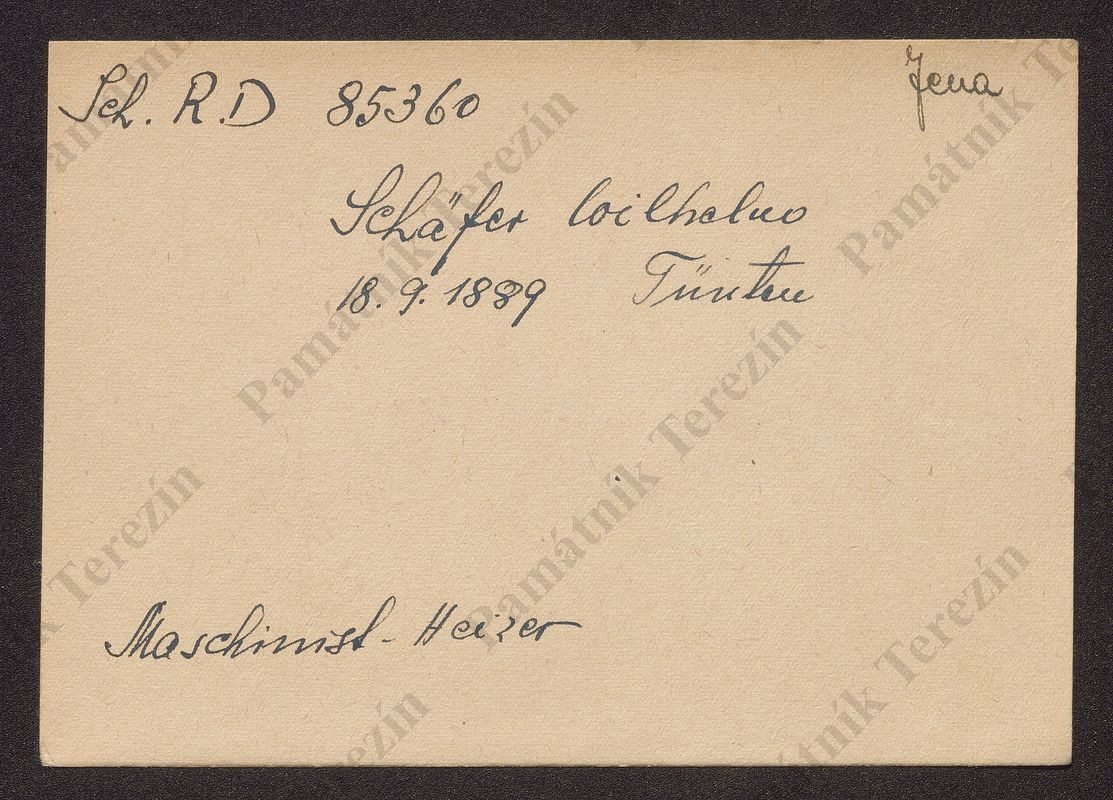 Sch. R.D 85360 Jena
Schäfer Wilhelm
18.9.1889
Maschinist - Heizer
Památník Terezín